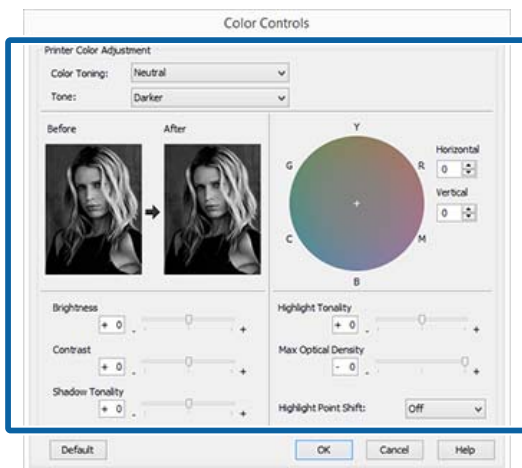 Color Controls
Printer Color Adjustment
Color Toning: Neutral
Tone: Darker
Before After
Y
G R
C M
B
Horizontal
0
Vertical
0
Brightness
+ 0 - +
Contrast
+ 0 - +
Shadow Tonality
+ 0 - +
Highlight Tonality
+ 0 - +
Max Optical Density
- 0 - +
Highlight Point Shift: Off
Default OK Cancel Help